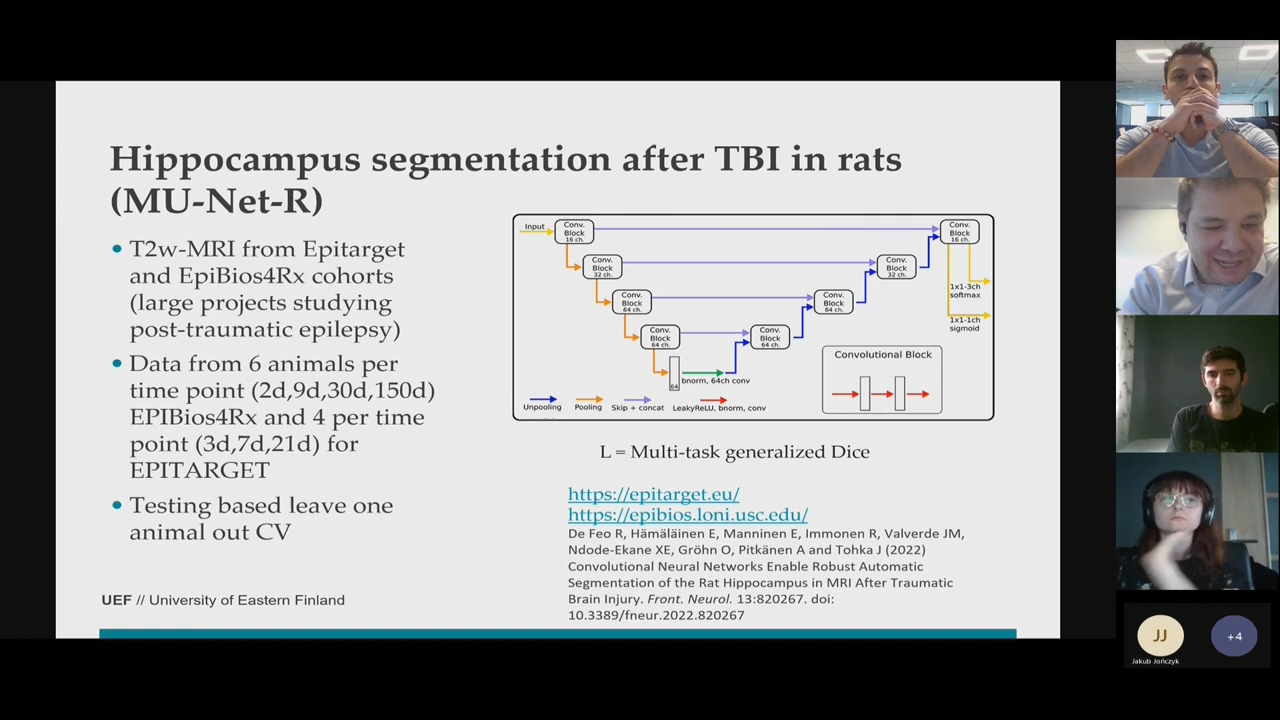 Hippocampus segmentation after TBI in rats
(MU-Net-R)
• T2w-MRI from Epitarget
and EpiBios4Rx cohorts
(large projects studying
post-traumatic epilepsy)
• Data from 6 animals per
time point (2d,9d,30d,150d)
EPIBios4Rx and 4 per time
point (3d,7d,21d) for
EPITARGET
• Testing based leave one
animal out CV
Input
Conv.
Block
16 ch.
Conv.
Block
32 ch.
Conv.
Block
64 ch.
Conv.
Block
64 ch.
64
bnorm, 64ch conv
Conv.
Block
64 ch.
Conv.
Block
64 ch.
Conv.
Block
32 ch.
Conv.
Block
16 ch.
1x1-3ch
softmax
1x1-1ch
sigmoid
Convolutional Block
Unpooling
Pooling
Skip + concat
LeakyReLU, bnorm, conv
L = Multi-task generalized Dice
https://epitarget.eu/
https://epibios.loni.usc.edu/
De Feo R, Hämäläinen E, Manninen E, Immonen R, Valverde JM,
Ndode-Ekane XE, Gröhn O, Pitkänen A and Tohka J (2022)
Convolutional Neural Networks Enable Robust Automatic
Segmentation of the Rat Hippocampus in MRI After Traumatic
Brain Injury. Front. Neurol. 13:820267. doi:
10.3389/fneur.2022.820267
UEF // University of Eastern Finland
JJ
Jakub Jończyk
+4